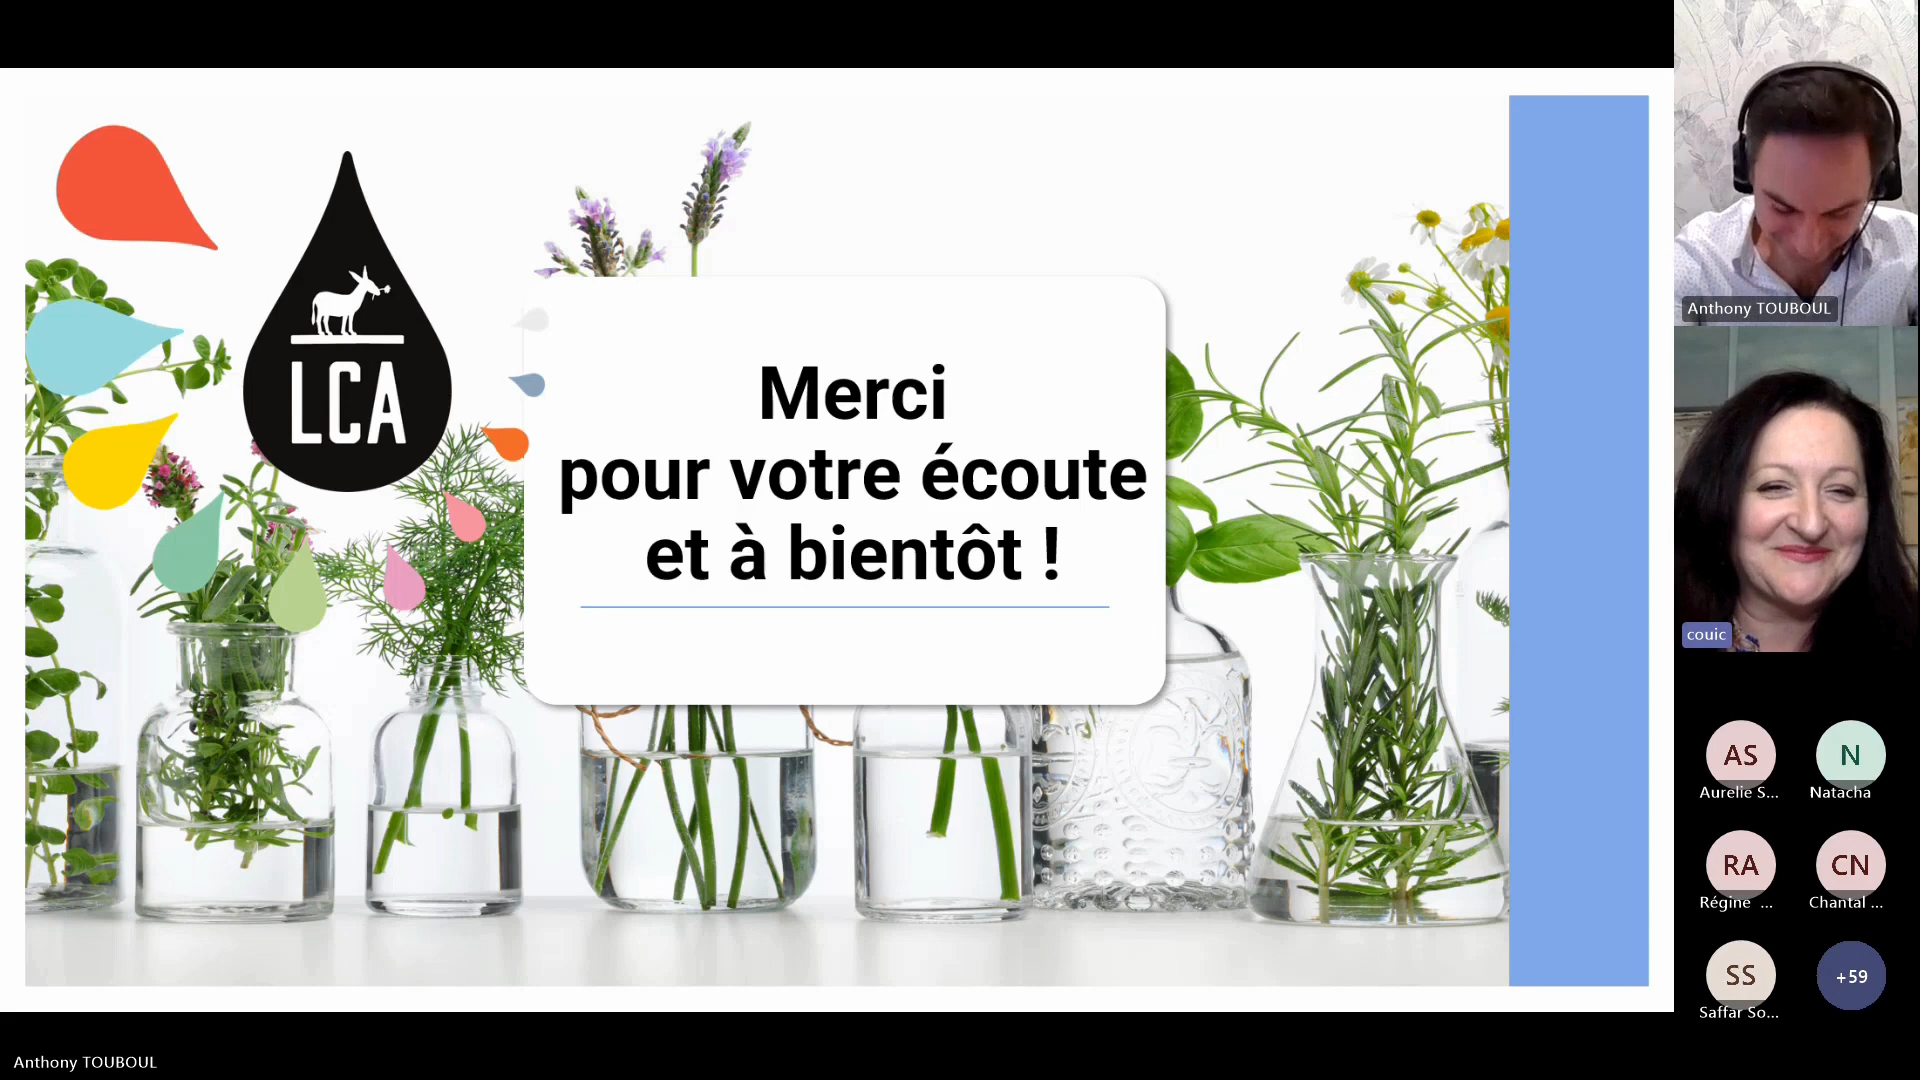 LCA
Merci
pour votre écoute
et à bientôt !
Anthony TOUBOUL
couic
AS
Aurelie S...
N
Natacha
RA
Régine ...
CN
Chantal ...
SS
Saffar So...
+59
Anthony TOUBOUL